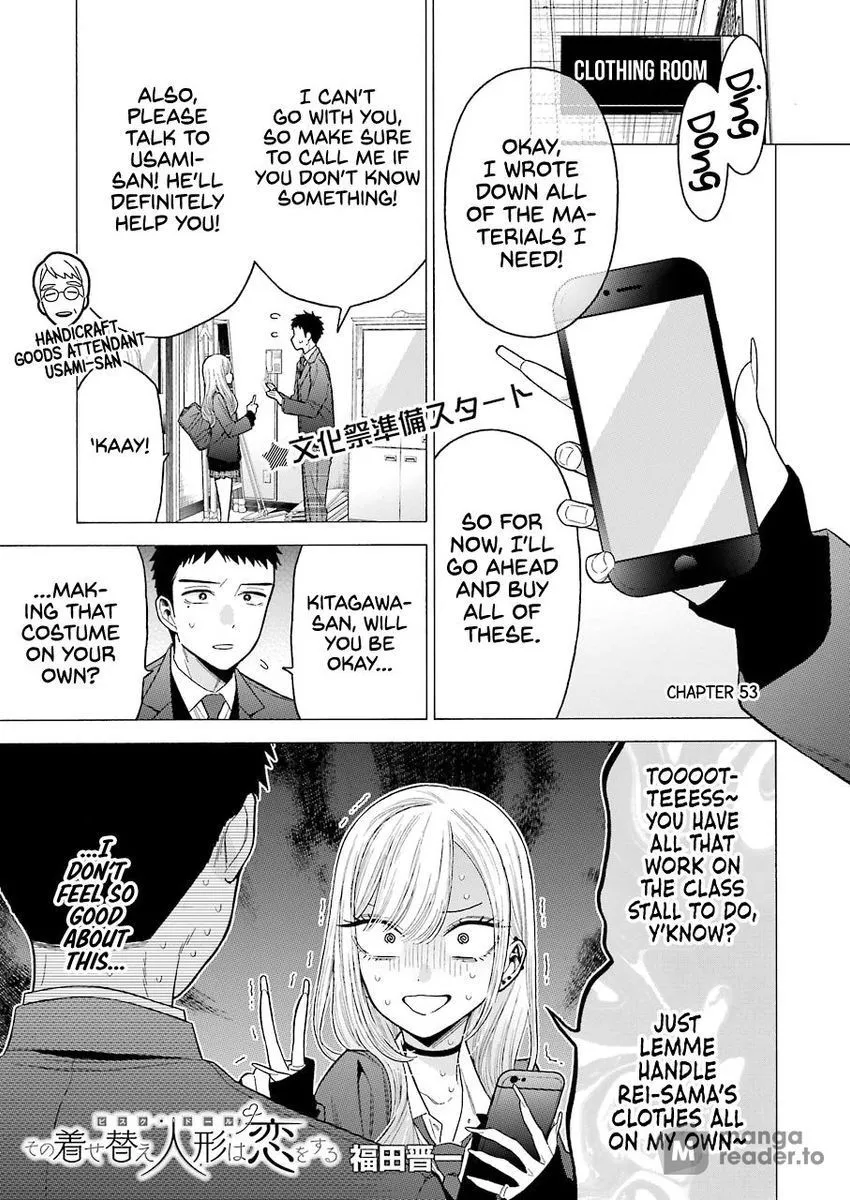 CLOTHING ROOM
Ding
Dong
OKAY,
I WROTE
DOWN ALL
OF THE MA-
TERIALS I
NEED!
SO FOR
NOW, I'LL
GO AHEAD
AND BUY
ALL OF
THESE.
CHAPTER 53
I CAN'T
GO WITH YOU,
SO MAKE SURE
TO CALL ME IF
YOU DON'T KNOW
SOMETHING!
ALSO,
PLEASE
TALK TO
USAMI-
SAN! HE'LL
DEFINITELY
HELP YOU!
HANDICRAFT
GOODS ATTENDANT
USAMI-SAN
'KAAY!
文化祭準備スタート
KITAGAWA-
SAN, WILL
YOU BE
OKAY...
...MAK-
ING THAT
COSTUME
ON YOUR
OWN?
TOOOOT-
TEEEESS~
YOU HAVE
ALL THAT
WORK ON
THE CLASS
STALL TO DO,
Y'KNOW?
JUST
LEMME
HANDLE
REI-SAMA'S
CLOTHES ALL
ON MY OWN~
...I
DON'T
FEEL SO
GOOD
ABOUT
THIS...
ビスク・ドール
その着せ替え人形は恋をする
福田晋一
manga
reader.to